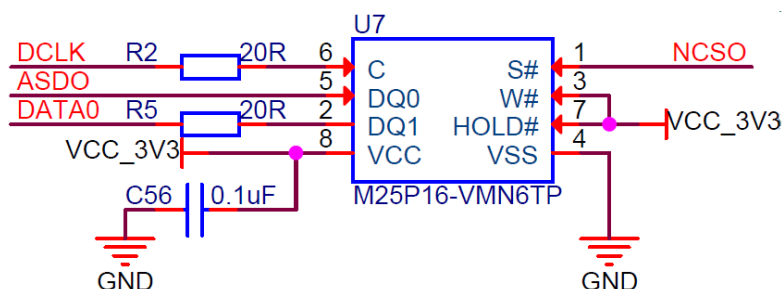 U7
DCLK R2 20R 6 C S# 1 NCSO
ASDO 5 DQ0 W# 3
DATA0 R5 20R 2 DQ1 HOLD# 7 VCC_3V3
VCC_3V3 8 VCC VSS 4
C56 0.1uF M25P16-VMN6TP
GND GND